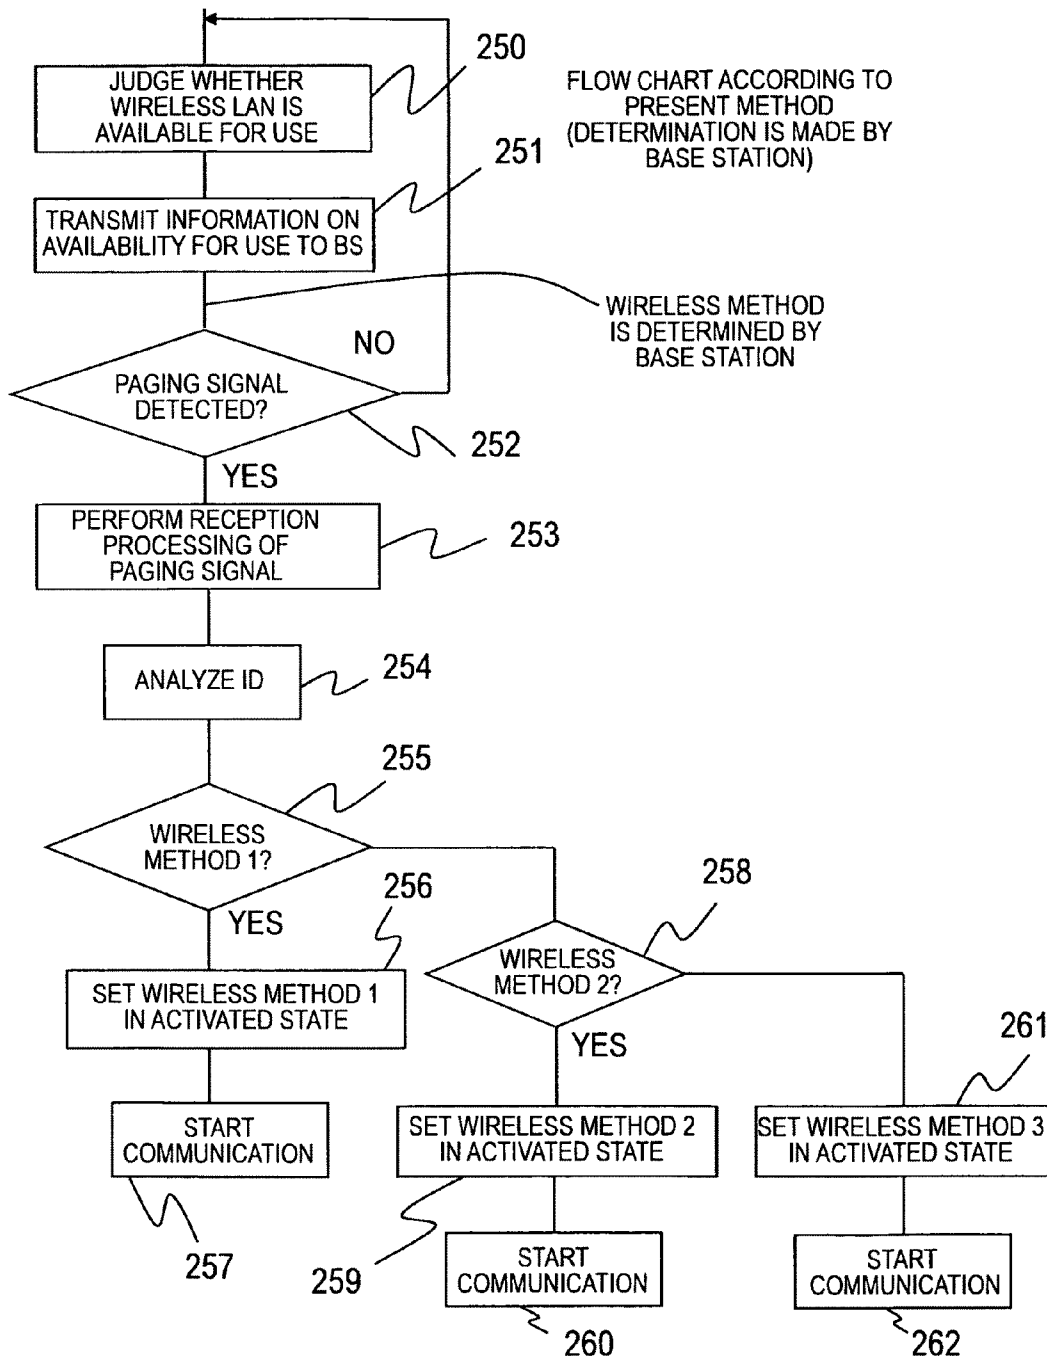 250
JUDGE WHETHER
WIRELESS LAN IS
AVAILABLE FOR USE
FLOW CHART ACCORDING TO
PRESENT METHOD
(DETERMINATION IS MADE BY
BASE STATION)
251
TRANSMIT INFORMATION ON
AVAILABILITY FOR USE TO BS
WIRELESS METHOD
IS DETERMINED BY
BASE STATION
NO
PAGING SIGNAL
DETECTED?
252
YES
PERFORM RECEPTION
PROCESSING OF
PAGING SIGNAL
253
ANALYZE ID
254
255
WIRELESS
METHOD 1?
YES
256
258
WIRELESS
METHOD 2?
YES
SET WIRELESS METHOD 1
IN ACTIVATED STATE
261
START
COMMUNICATION
257
SET WIRELESS METHOD 2
IN ACTIVATED STATE
259
SET WIRELESS METHOD 3
IN ACTIVATED STATE
START
COMMUNICATION
260
START
COMMUNICATION
262